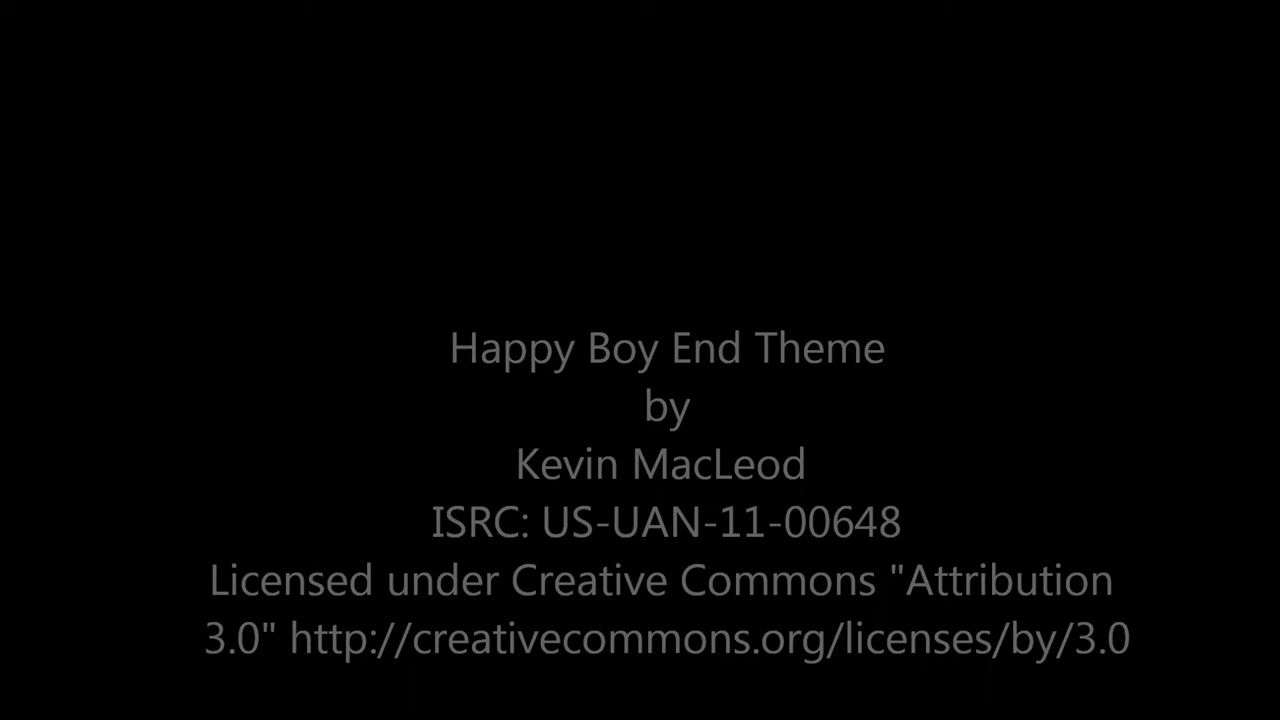 Happy Boy End Theme
by
Kevin MacLeod
ISRC: US-UAN-11-00648
Licensed under Creative Commons "Attribution
3.0" http://creativecommons.org/licenses/by/3.0